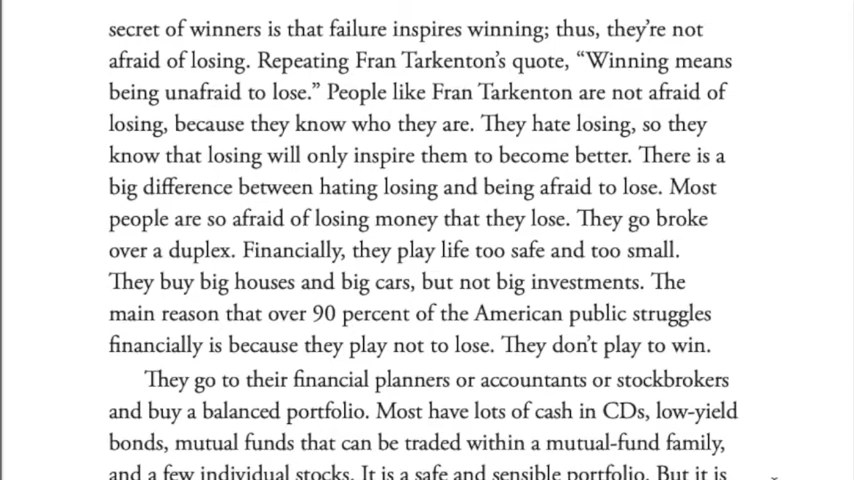 secret of winners is that failure inspires winning; thus, they’re not
afraid of losing. Repeating Fran Tarkenton’s quote, “Winning means
being unafraid to lose.” People like Fran Tarkenton are not afraid of
losing, because they know who they are. They hate losing, so they
know that losing will only inspire them to become better. There is a
big difference between hating losing and being afraid to lose. Most
people are so afraid of losing money that they lose. They go broke
over a duplex. Financially, they play life too safe and too small.
They buy big houses and big cars, but not big investments. The
main reason that over 90 percent of the American public struggles
financially is because they play not to lose. They don’t play to win.
They go to their financial planners or accountants or stockbrokers
and buy a balanced portfolio. Most have lots of cash in CDs, low-yield
bonds, mutual funds that can be traded within a mutual-fund family,
and a few individual stocks. It is a safe and sensible portfolio. But it is